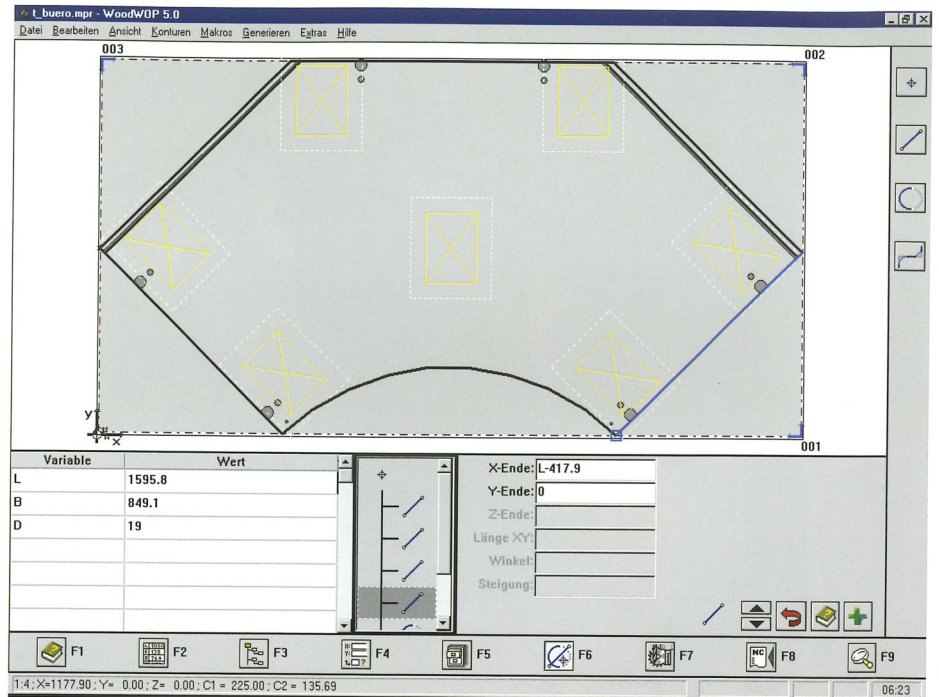 t_buero.mpr - WoodWOP 5.0
Datei Bearbeiten Ansicht Konturen Makros Generieren Extras Hilfe
003
002
Y
X
001
Variable Wert
L 1595.8
B 849.1
D 19
X-Ende: L-417.9
Y-Ende: 0
Z-Ende:
Länge XY:
Winkel:
Steigung:
F1 F2 F3 F4 F5 F6 F7 NC F8 F9
1:4; X=1177.90; Y= 0.00; Z= 0.00; C1 = 225.00; C2 = 135.69
06:23